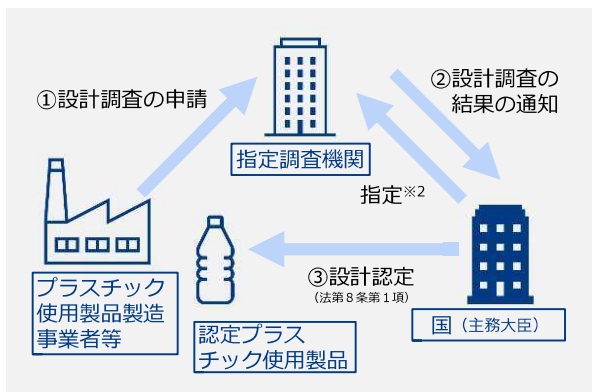 ①設計調査の申請
②設計調査の
結果の通知
指定調査機関
指定※2
③設計認定
（法第８条第１項）
プラスチック
使用製品製造
事業者等
認定プラス
チック使用製品
国（主務大臣）